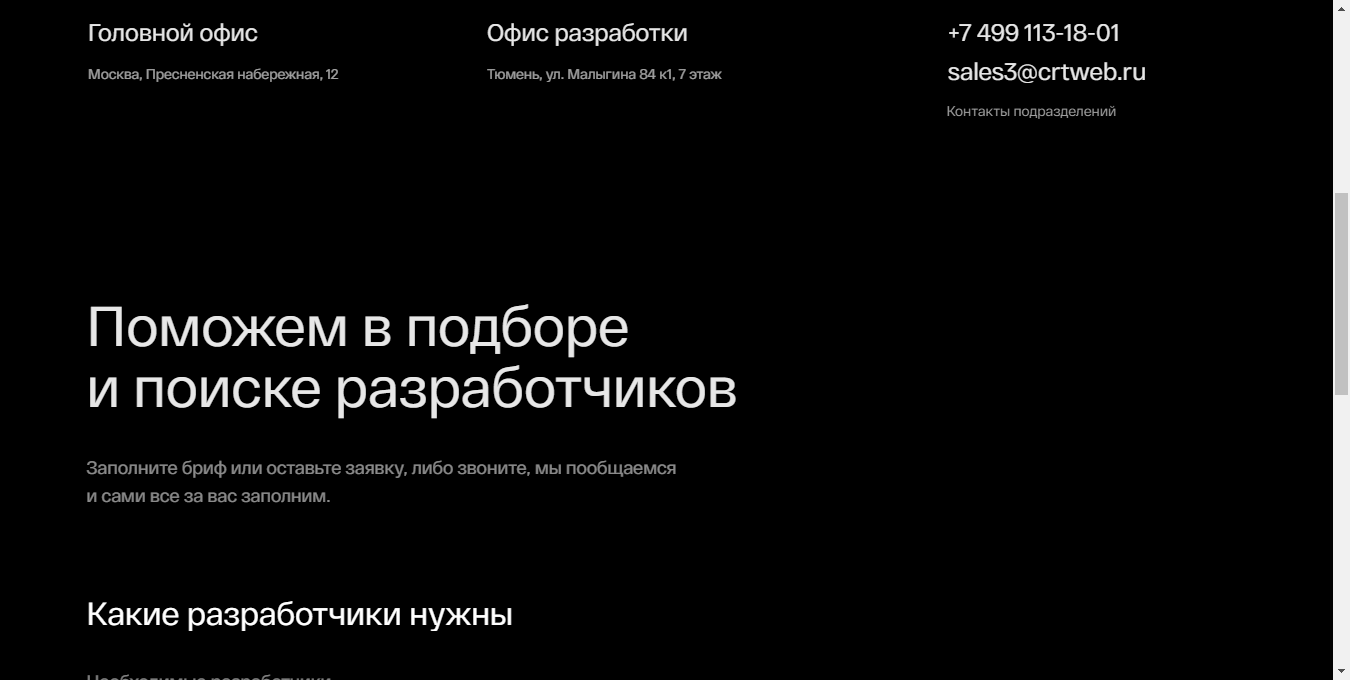 Головной офис
Москва, Пресненская набережная, 12
Офис разработки
Тюмень, ул. Малыгина 84 к1, 7 этаж
+7 499 113-18-01
sales3@crtweb.ru
Контакты подразделений
Поможем в подборе
и поиске разработчиков
Заполните бриф или оставьте заявку, либо звоните, мы пообщаемся
и сами все за вас заполним.
Какие разработчики нужны
Необходимые разработчики